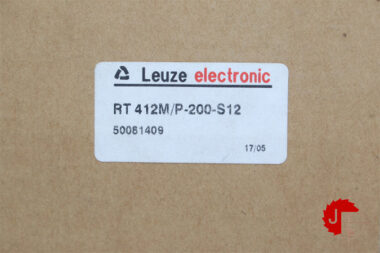 Leuze electronic
RT 412M/P-200-S12
50081409
17/05